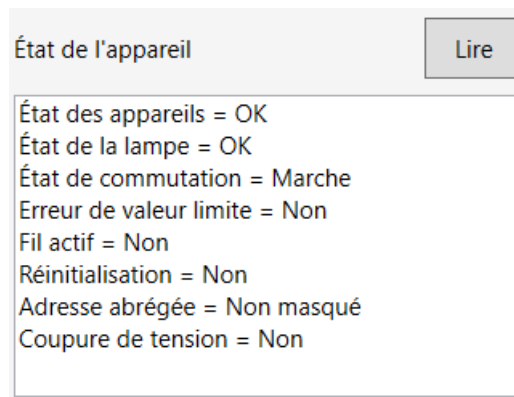 État de l'appareil
Lire
État des appareils = OK
État de la lampe = OK
État de commutation = Marche
Erreur de valeur limite = Non
Fil actif = Non
Réinitialisation = Non
Adresse abrégée = Non masqué
Coupure de tension = Non